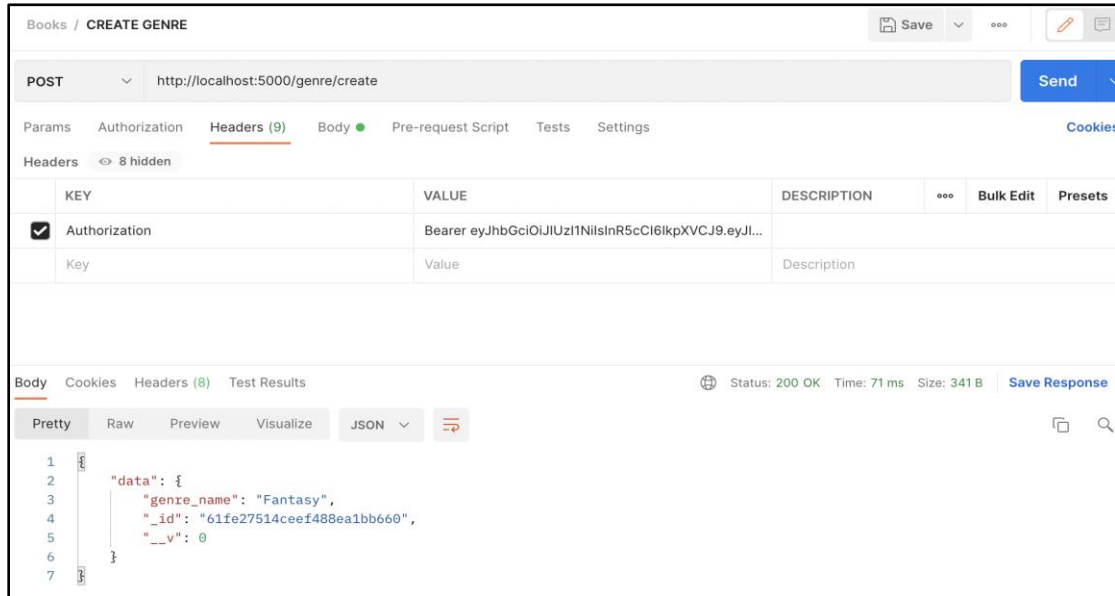 Books / CREATE GENRE Save ooo
POST http://localhost:5000/genre/create Send
Params Authorization Headers (9) Body Pre-request Script Tests Settings Cookies
Headers 8 hidden
KEY VALUE DESCRIPTION ooo Bulk Edit Presets
Authorization Bearer eyJhbGciOiJIUzI1NiIsInR5cCI6IkpXVCJ9.eyJl...
Key Value Description
Body Cookies Headers (8) Test Results Status: 200 OK Time: 71 ms Size: 341 B Save Response
Pretty Raw Preview Visualize JSON
1 {
2 "data": {
3 "genre_name": "Fantasy",
4 "_id": "61fe27514ceef488ea1bb660",
5 "__v": 0
6 }
7 }